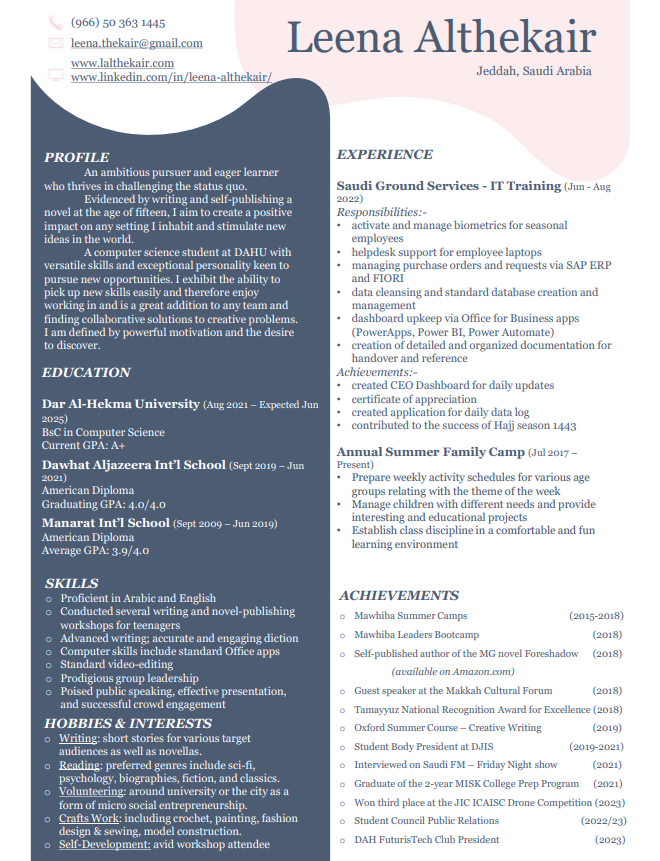 (966) 50 363 1445
leena.thekair@gmail.com
www.lalthekair.com
www.linkedin.com/in/leena-althekair/
Leena Althekair
Jeddah, Saudi Arabia
PROFILE
An ambitious pursuer and eager learner
who thrives in challenging the status quo.
Evidenced by writing and self-publishing a
novel at the age of fifteen, I aim to create a positive
impact on any setting I inhabit and stimulate new
ideas in the world.
A computer science student at DAHU with
versatile skills and exceptional personality keen to
pursue new opportunities. I exhibit the ability to
pick up new skills easily and therefore enjoy
working in and is a great addition to any team and
finding collaborative solutions to creative problems.
I am defined by powerful motivation and the desire
to discover.
EDUCATION
Dar Al-Hekma University (Aug 2021 – Expected Jun
2025)
BsC in Computer Science
Current GPA: A+
Dawhat Aljazeera Int'l School (Sept 2019 – Jun
2021)
American Diploma
Graduating GPA: 4.0/4.0
Manarat Int'l School (Sept 2009 – Jun 2019)
American Diploma
Average GPA: 3.9/4.0
SKILLS
o Proficient in Arabic and English
o Conducted several writing and novel-publishing
workshops for teenagers
o Advanced writing; accurate and engaging diction
o Computer skills include standard Office apps
o Standard video-editing
o Prodigious group leadership
o Poised public speaking, effective presentation,
and successful crowd engagement
HOBBIES & INTERESTS
o Writing: short stories for various target
audiences as well as novellas.
o Reading: preferred genres include sci-fi,
psychology, biographies, fiction, and classics.
o Volunteering: around university or the city as a
form of micro social entrepreneurship.
o Crafts Work: including crochet, painting, fashion
design & sewing, model construction.
o Self-Development: avid workshop attendee
EXPERIENCE
Saudi Ground Services - IT Training (Jun - Aug
2022)
Responsibilities:-
• activate and manage biometrics for seasonal
employees
• helpdesk support for employee laptops
• managing purchase orders and requests via SAP ERP
and FIORI
• data cleansing and standard database creation and
management
• dashboard upkeep via Office for Business apps
(PowerApps, Power BI, Power Automate)
• creation of detailed and organized documentation for
handover and reference
Achievements:-
• created CEO Dashboard for daily updates
• certificate of appreciation
• created application for daily data log
• contributed to the success of Hajj season 1443
Annual Summer Family Camp (Jul 2017 –
Present)
• Prepare weekly activity schedules for various age
groups relating with the theme of the week
• Manage children with different needs and provide
interesting and educational projects
• Establish class discipline in a comfortable and fun
learning environment
ACHIEVEMENTS
o Mawhiba Summer Camps (2015-2018)
o Mawhiba Leaders Bootcamp (2018)
o Self-published author of the MG novel Foreshadow (2018)
(available on Amazon.com)
o Guest speaker at the Makkah Cultural Forum (2018)
o Tamayyuz National Recognition Award for Excellence (2018)
o Oxford Summer Course – Creative Writing (2019)
o Student Body President at DJIS (2019-2021)
o Interviewed on Saudi FM – Friday Night show (2021)
o Graduate of the 2-year MISK College Prep Program (2021)
o Won third place at the JIC ICAISC Drone Competition (2023)
o Student Council Public Relations (2022/23)
o DAH FuturisTech Club President (2023)